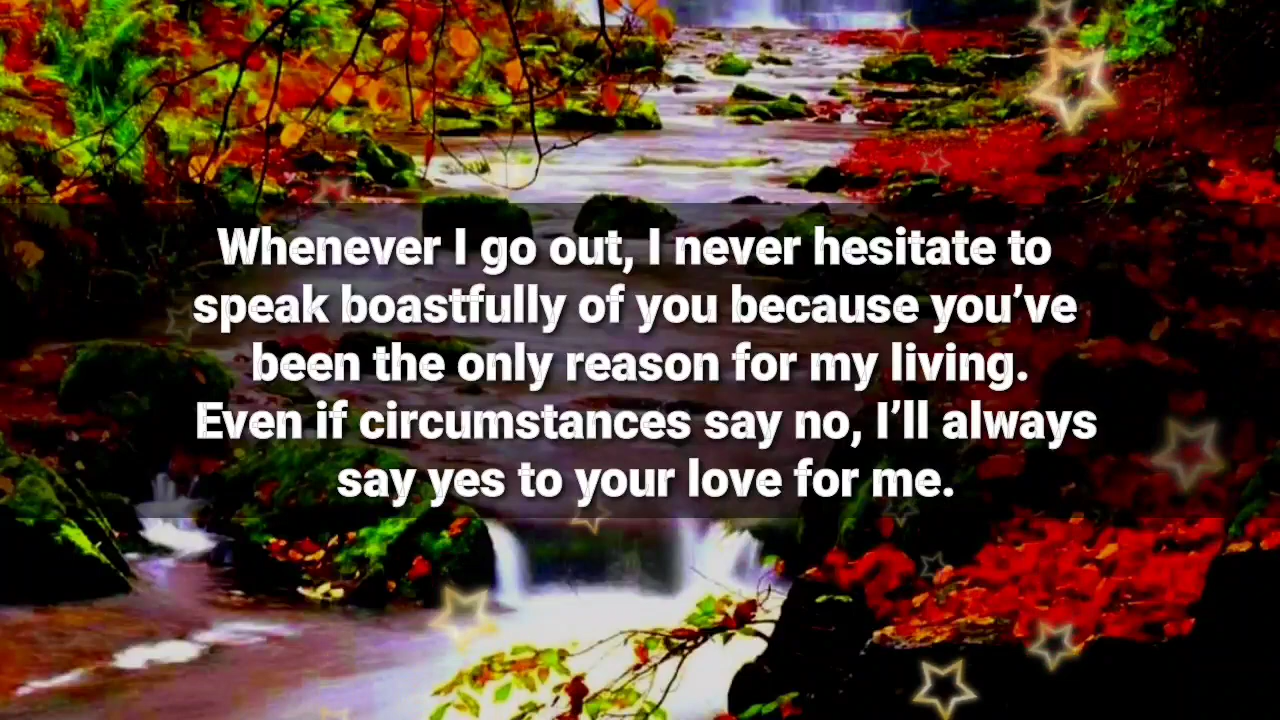 Whenever I go out, I never hesitate to
speak boastfully of you because you’ve
been the only reason for my living.
Even if circumstances say no, I’ll always
say yes to your love for me.